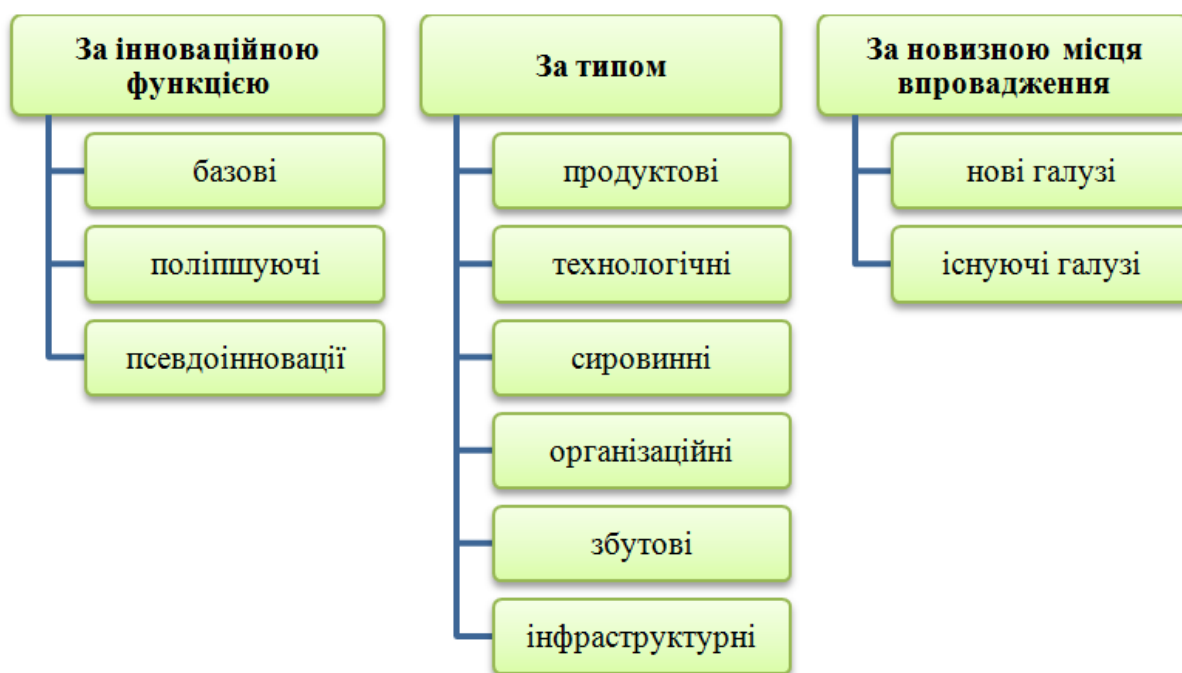 За інноваційною
функцією
базові
поліпшуючі
псевдоінновації
За типом
продуктові
технологічні
сировинні
організаційні
збутові
інфраструктурні
За новизною місця
впровадження
нові галузі
існуючі галузі